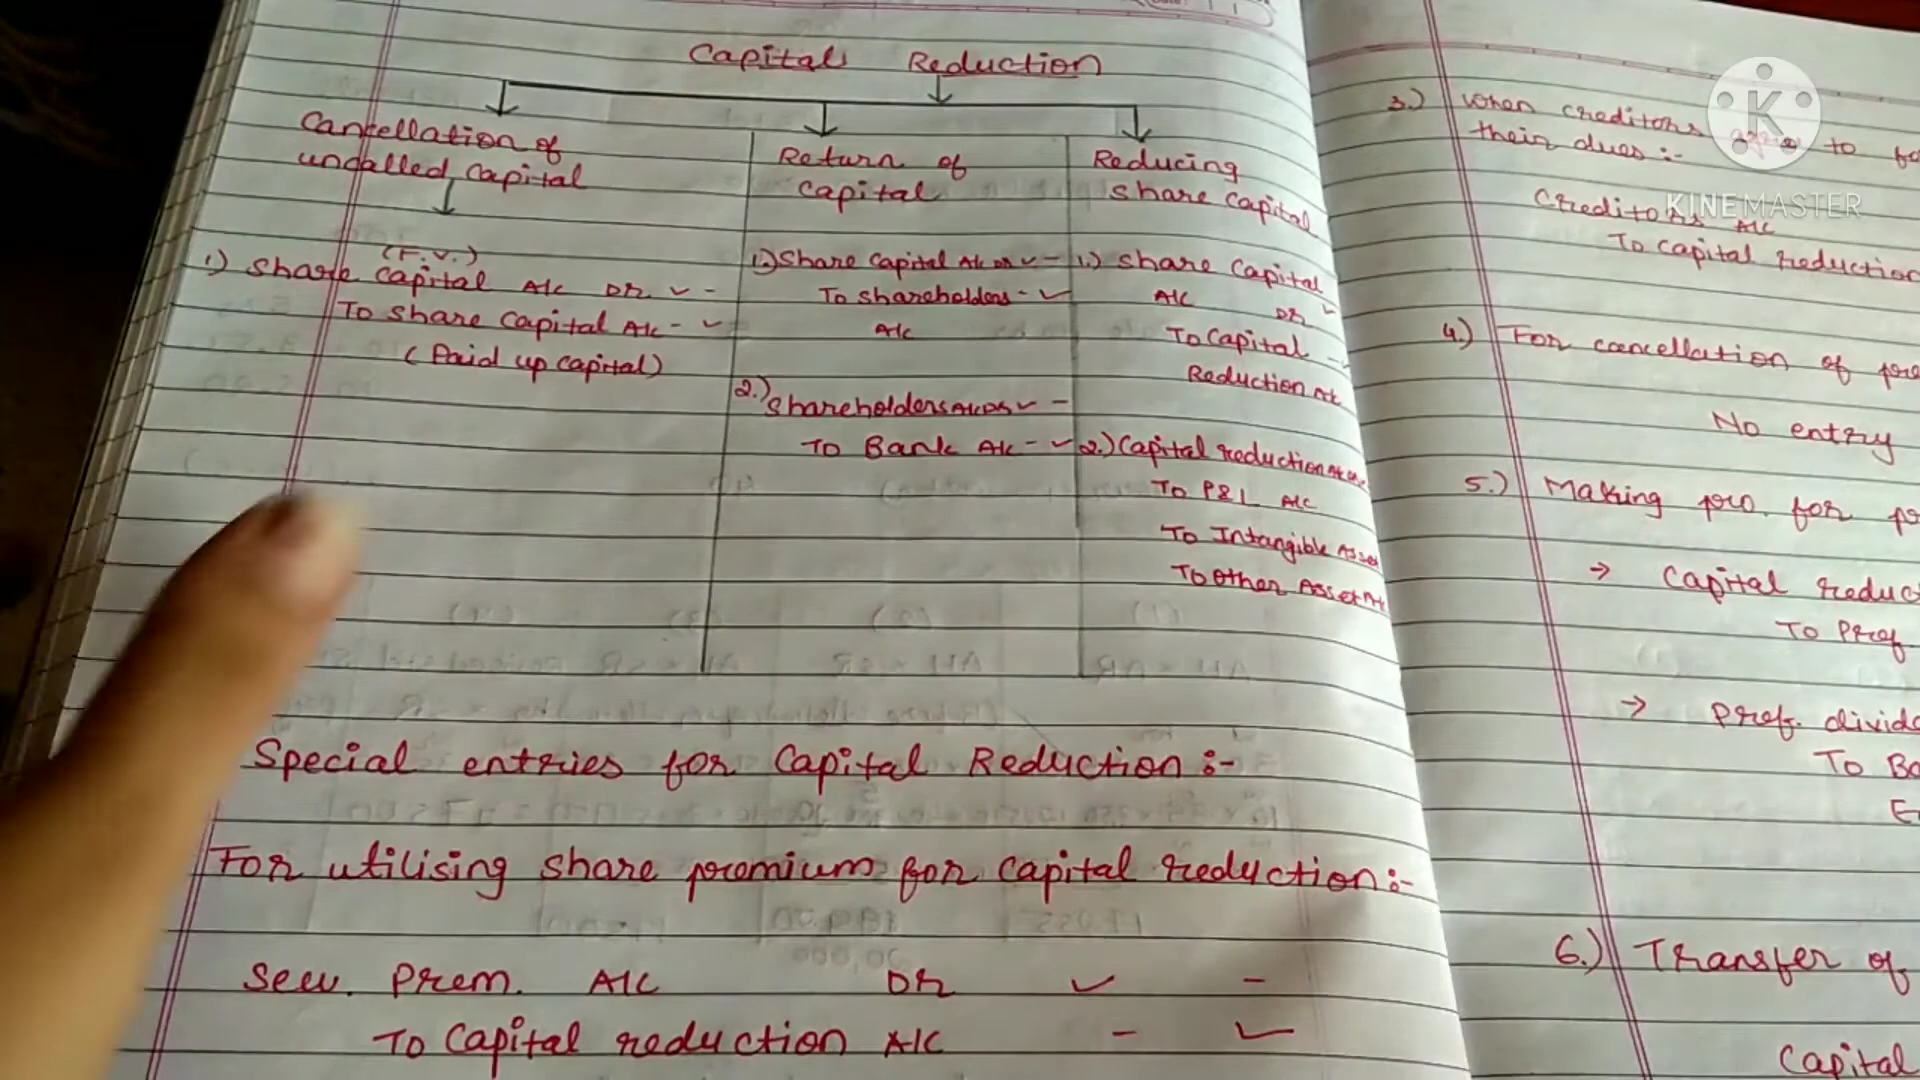 Capital Reduction
Cancellation of
uncalled capital
(F.V.)
1.) Share capital A/c DR ✓ -
To share capital A/c - ✓
(Paid up capital)
Return of
capital
1.) Share capital A/c DR ✓ -
To shareholders - ✓
A/c
2.) Shareholders A/c DR ✓ -
To Bank A/c - ✓
Reducing
share capital
1.) Share capital
A/c DR ✓
To Capital -
Reduction A/c
2.) Capital reduction A/c
To P&L A/c
To Intangible Asset
To Other Asset A/c
Special entries for Capital Reduction :-
For utilising share premium for capital reduction :-
Secu. Prem. A/c DR ✓ -
To Capital reduction A/c - ✓
3.) When creditors to
their dues :-
Creditors A/c
To capital reduction
4.) For cancellation of
No entry
5.) Making pro. for
→ Capital
To Pref
→ Pref.
To
6.) Transfer of
Capital
K
KINEMASTER